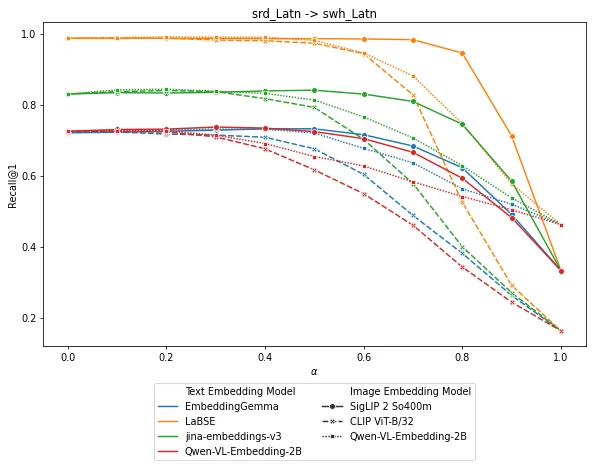 srd_Latn -> swh_Latn
Recall@1
1.0
0.8
0.6
0.4
0.2
0.0 0.2 0.4 0.6 0.8 1.0
α
Text Embedding Model
EmbeddingGemma
LaBSE
jina-embeddings-v3
Qwen-VL-Embedding-2B
Image Embedding Model
SigLIP 2 So400m
CLIP ViT-B/32
Qwen-VL-Embedding-2B